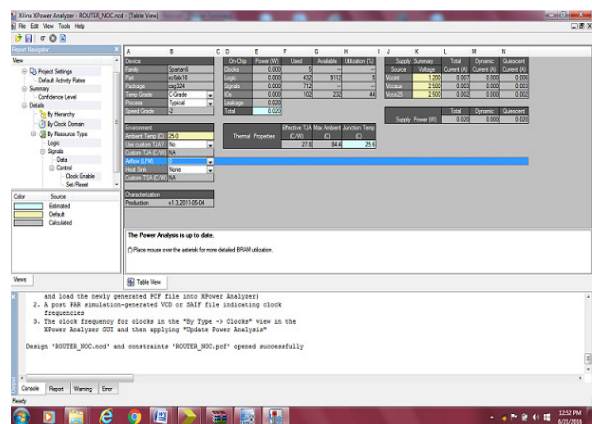 Xilinx XPower Analyzer - ROUTER_NOC.ncd - [Table View]
File Edit View Tools Help
Report Navigator
View
Project Settings
Default Activity Rates
Summary
Confidence Level
Details
By Hierarchy
By Clock Domain
By Resource Type
Logic
Signals
Data
Control
Clock Enable
Set/Reset
Color Source
Estimated
Default
Calculated
Views
A B C D E F G H I J K L M N
Device
Family Spartan6
Part xc6slx16
Package csg324
Temp Grade C-Grade
Process Typical
Speed Grade -2
Environment
Ambient Temp (C) 25.0
Use custom TJA? No
Custom TJA (C/W) NA
Airflow (LFM) 0
Heat Sink None
Custom TSA (C/W) NA
Characterization
Production v1.3,2011-05-04
On-Chip Power (W) Used Available Utilization (%)
Clocks 0.000 5 --- ---
Logic 0.000 432 9112 5
Signals 0.000 712 --- ---
IOs 0.000 102 232 44
Leakage 0.020
Total 0.020
Effective TJA Max Ambient Junction Temp
Thermal Properties (C/W) (C) (C)
27.8 84.4 25.6
Supply Summary Total Dynamic Quiescent
Source Voltage Current (A) Current (A) Current (A)
Vccint 1.200 0.007 0.000 0.006
Vccaux 2.500 0.003 0.000 0.003
Vcco25 2.500 0.002 0.000 0.002
Total Dynamic Quiescent
Supply Power (W) 0.020 0.000 0.020
The Power Analysis is up to date.
(*) Place mouse over the asterisk for more detailed BRAM utilization.
Table View
and load the newly generated PCF file into XPower Analyzer)
2. A post PAR simulation-generated VCD or SAIF file indicating clock
frequencies
3. The clock frequency for clocks in the "By Type -> Clocks" view in the
XPower Analyzer GUI and then applying "Update Power Analysis"
Design 'ROUTER_NOC.ncd' and constraints 'ROUTER_NOC.pcf' opened successfully
Console Report Warning Error
Ready
12:52 PM
6/21/2016